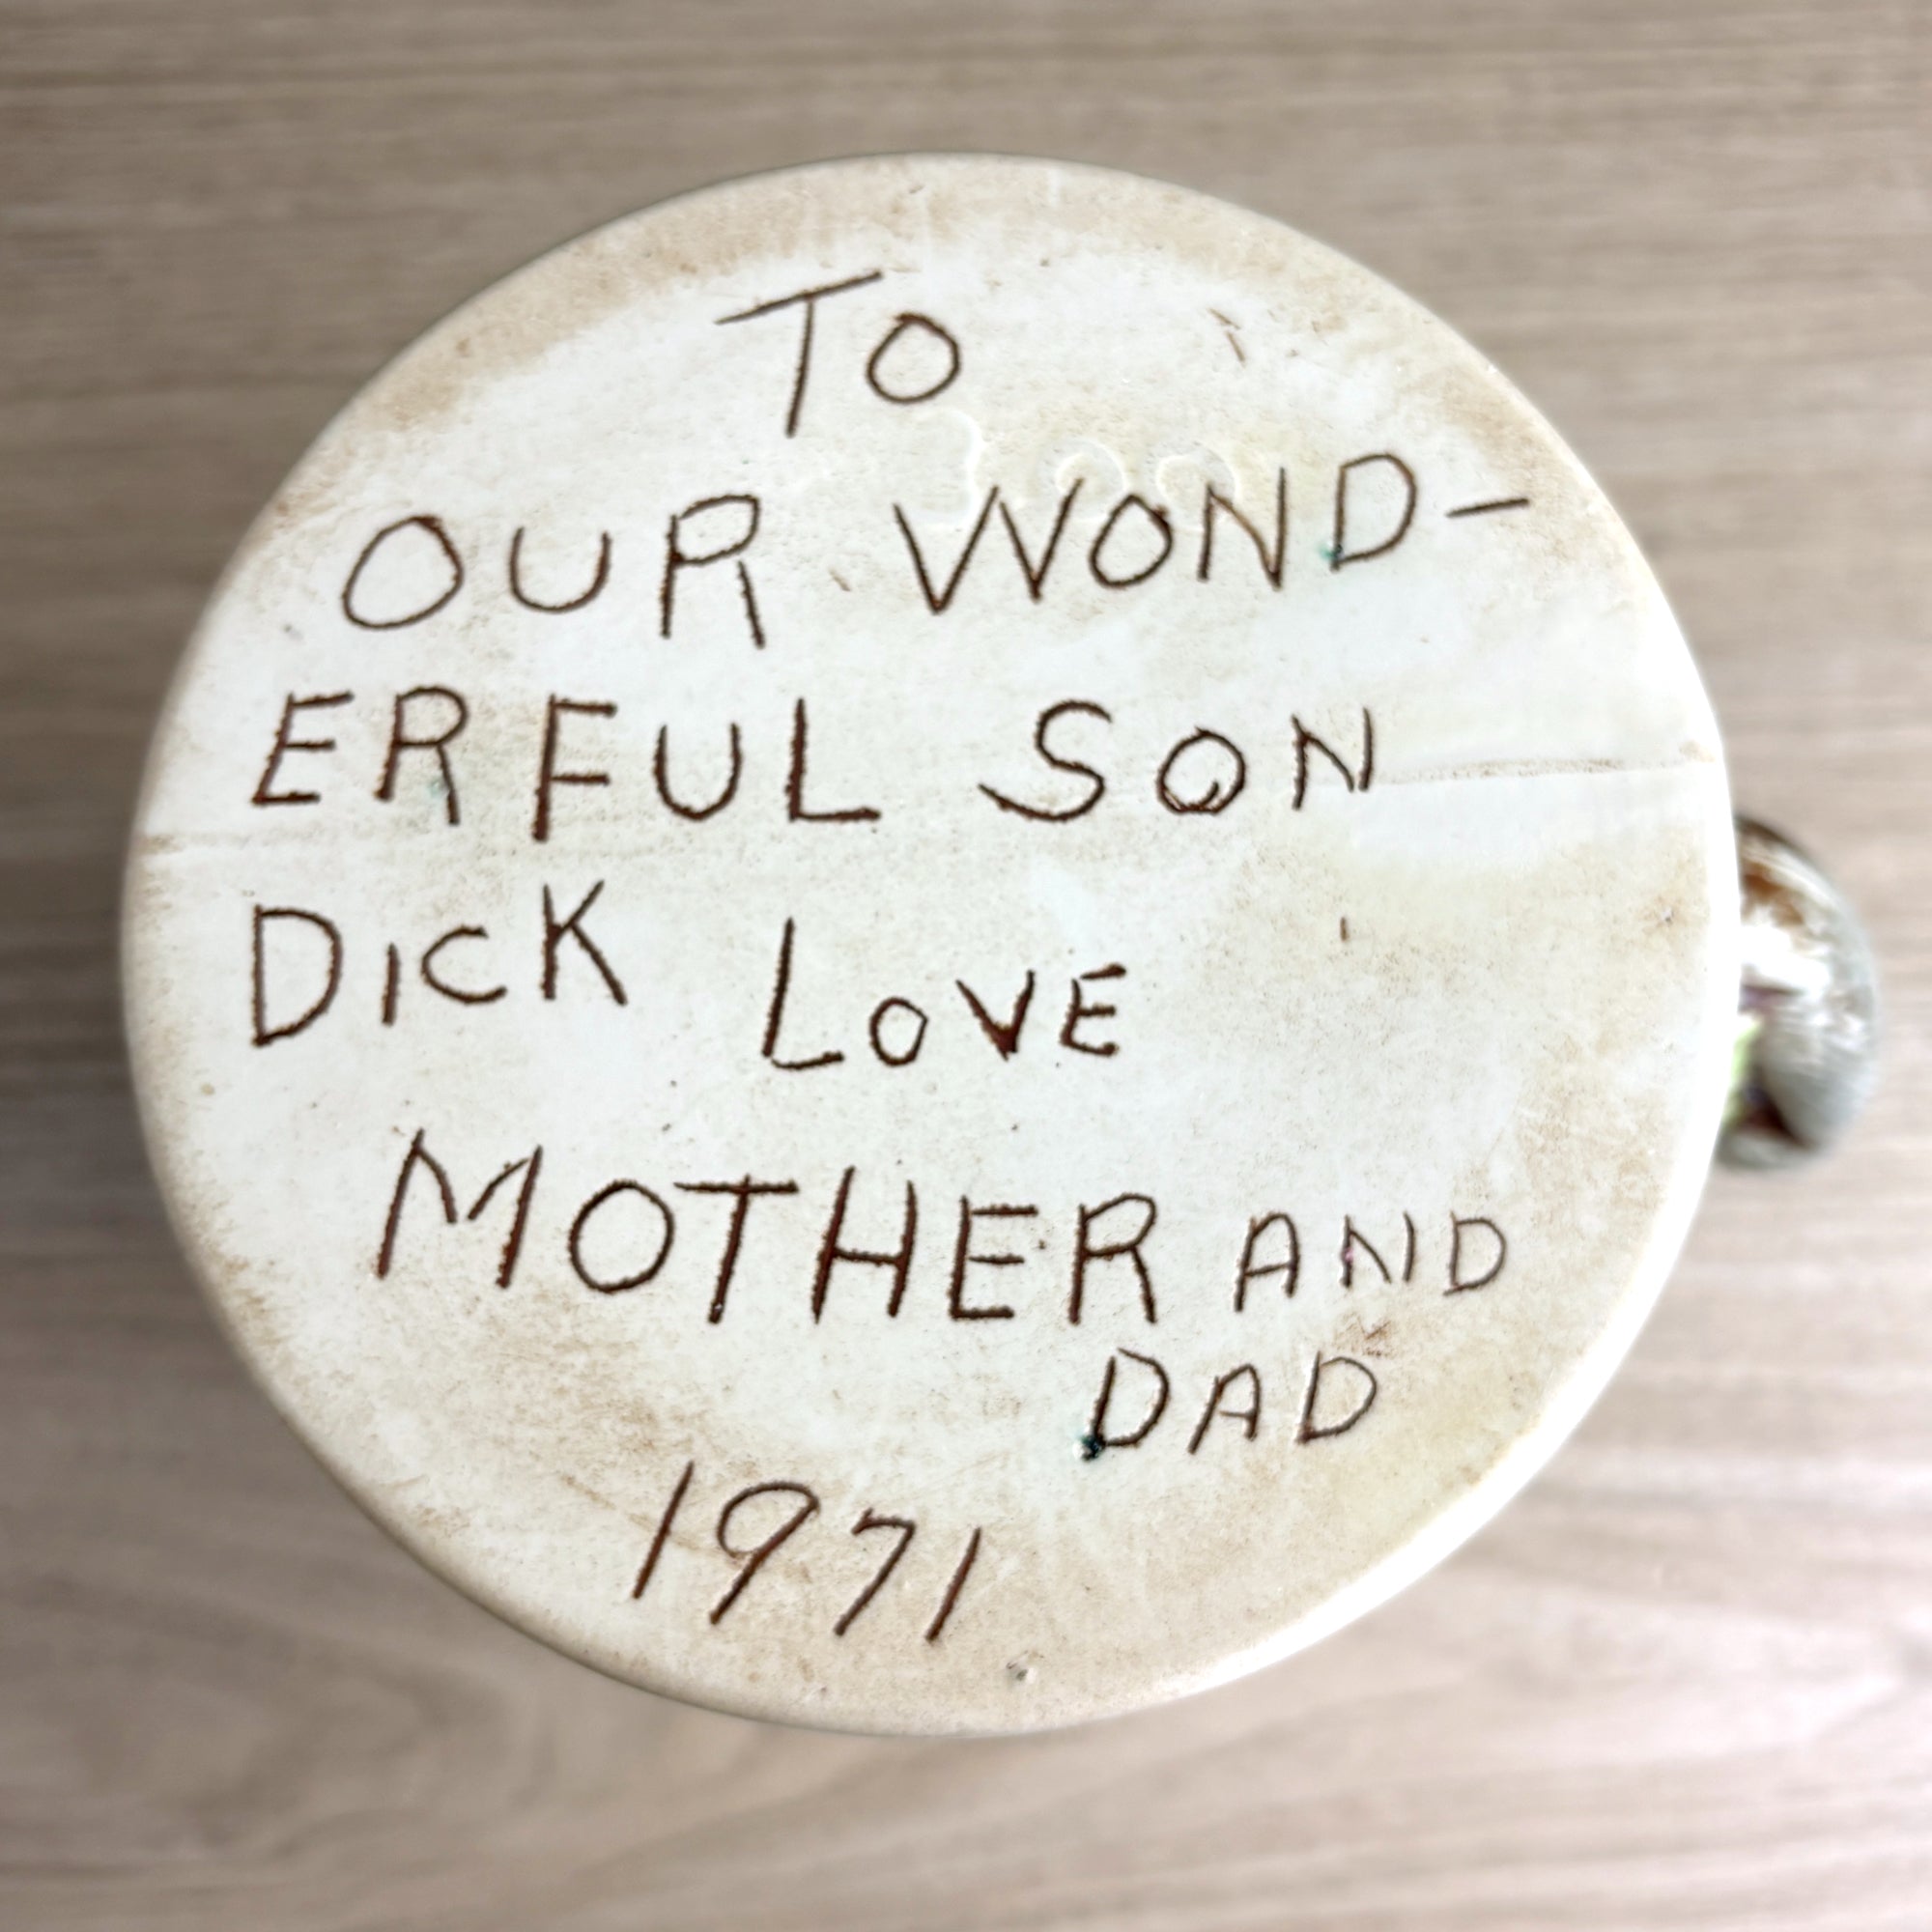 TO
OUR WOND-
ERFUL SON
DICK LOVE
MOTHER AND
DAD
1971